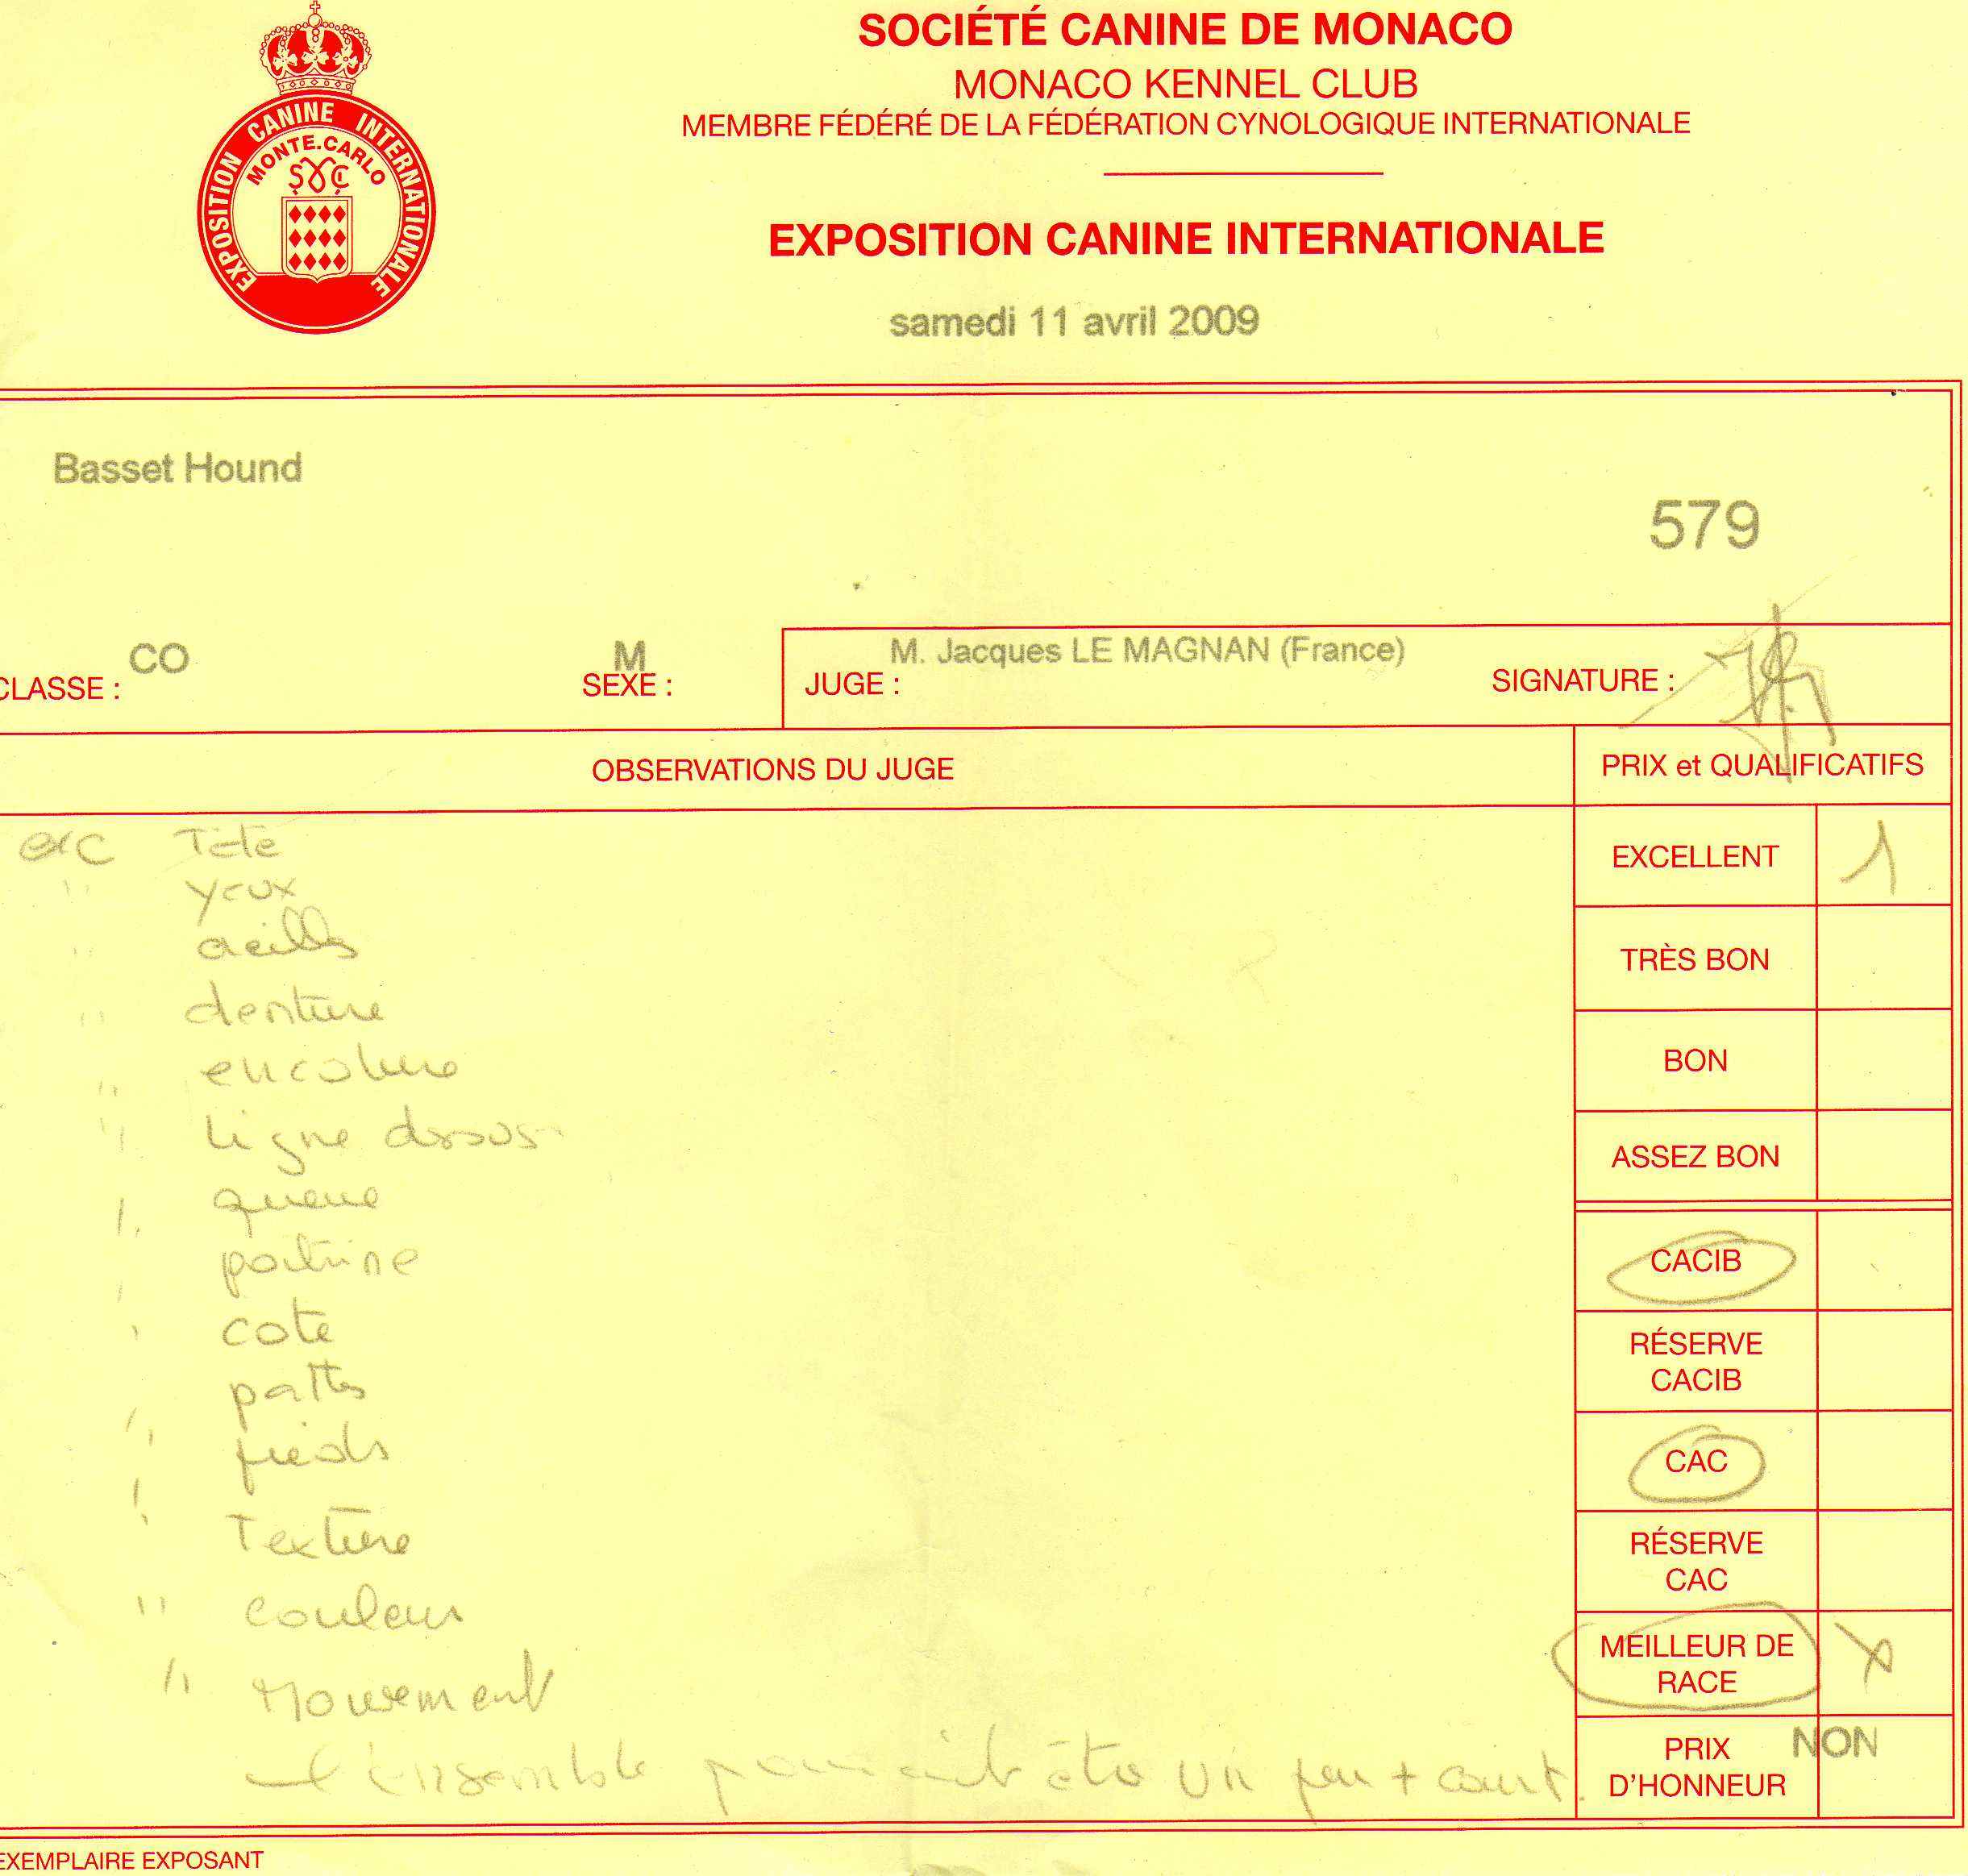 SOCIÉTÉ CANINE DE MONACO
MONACO KENNEL CLUB
MEMBRE FÉDÉRÉ DE LA FÉDÉRATION CYNOLOGIQUE INTERNATIONALE
EXPOSITION CANINE INTERNATIONALE
MONTE.CARLO
EXPOSITION CANINE INTERNATIONALE
samedi 11 avril 2009
Basset Hound
579
CLASSE : CO
SEXE : M
JUGE : M. Jacques LE MAGNAN (France)
SIGNATURE :
OBSERVATIONS DU JUGE
PRIX et QUALIFICATIFS
exc Tête
" yeux
" oreilles
" denture
" encolure
" ligne dessus
" queue
" poitrine
" cote
" pattes
" pieds
" Texture
" couleur
" Mouvement
L'ensemble pourrait être un peu + court.
EXCELLENT 1
TRÈS BON
BON
ASSEZ BON
CACIB
RÉSERVE
CACIB
CAC
RÉSERVE
CAC
MEILLEUR DE
RACE X
PRIX
D'HONNEUR NON
EXEMPLAIRE EXPOSANT